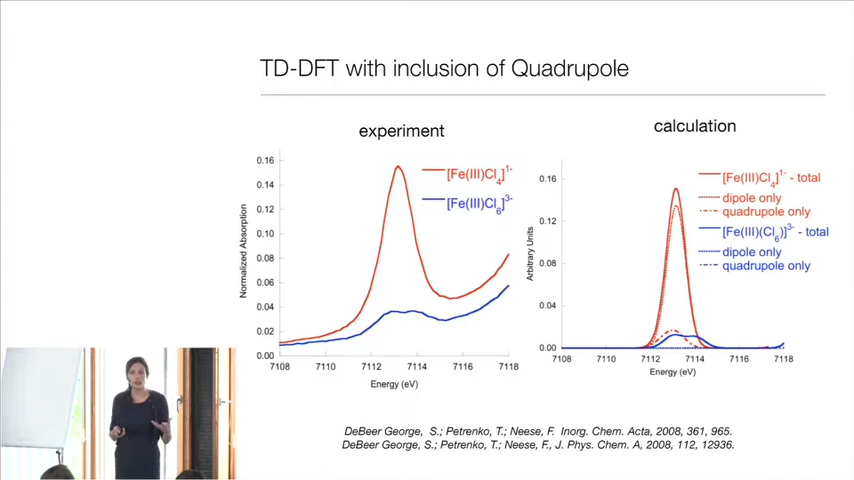 TD-DFT with inclusion of Quadrupole
experiment
0.16
0.14
0.12
0.10
0.08
0.06
0.04
0.02
0.00
Normalized Absorption
[Fe(III)Cl4]1-
[Fe(III)Cl6]3-
7108 7110 7112 7114 7116 7118
Energy (eV)
calculation
0.16
0.12
0.08
0.04
0.00
Arbitrary Units
[Fe(III)Cl4]1- - total
dipole only
quadrupole only
[Fe(III)(Cl6)]3- - total
dipole only
quadrupole only
7108 7110 7112 7114 7116 7118
Energy (eV)
DeBeer George, S.; Petrenko, T.; Neese, F. Inorg. Chem. Acta, 2008, 361, 965.
DeBeer George, S.; Petrenko, T.; Neese, F., J. Phys. Chem. A, 2008, 112, 12936.